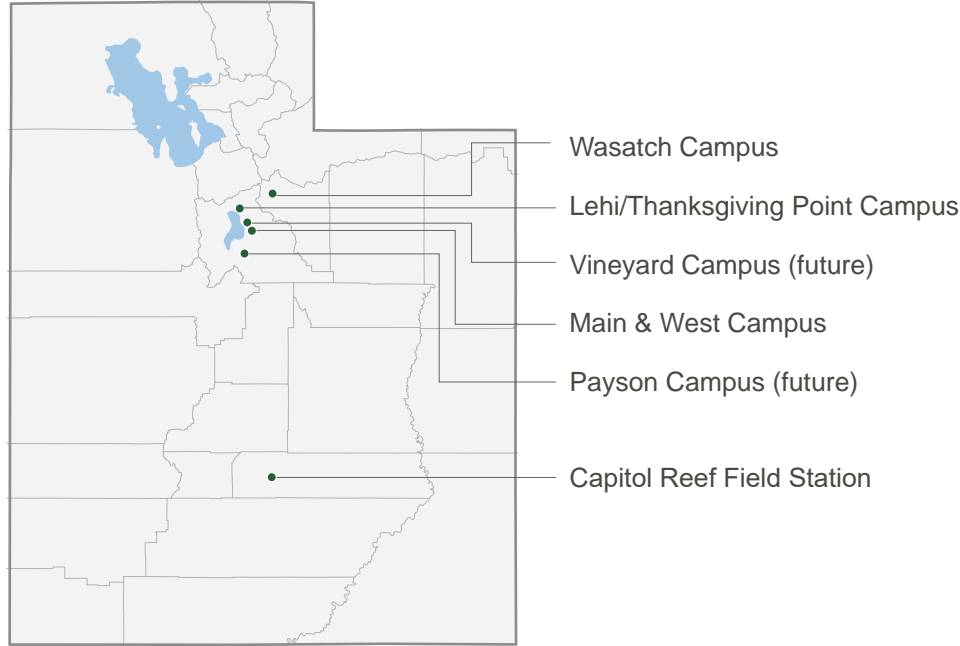 Wasatch Campus
Lehi/Thanksgiving Point Campus
Vineyard Campus (future)
Main & West Campus
Payson Campus (future)
Capitol Reef Field Station